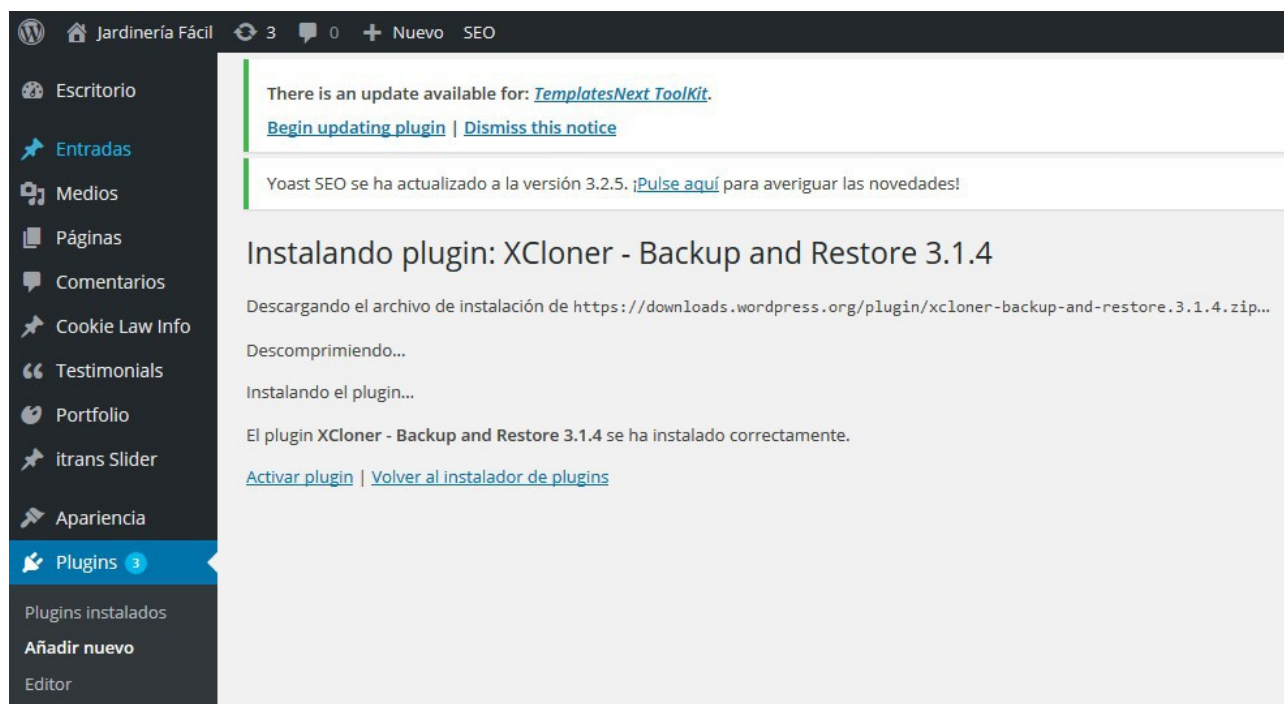 Jardinería Fácil 3 0 Nuevo SEO
Escritorio
Entradas
Medios
Páginas
Comentarios
Cookie Law Info
Testimonials
Portfolio
itrans Slider
Apariencia
Plugins 3
Plugins instalados
Añadir nuevo
Editor
There is an update available for: TemplatesNext ToolKit.
Begin updating plugin | Dismiss this notice
Yoast SEO se ha actualizado a la versión 3.2.5. ¡Pulse aquí para averiguar las novedades!
Instalando plugin: XCloner - Backup and Restore 3.1.4
Descargando el archivo de instalación de https://downloads.wordpress.org/plugin/xcloner-backup-and-restore.3.1.4.zip...
Descomprimiendo...
Instalando el plugin...
El plugin XCloner - Backup and Restore 3.1.4 se ha instalado correctamente.
Activar plugin | Volver al instalador de plugins